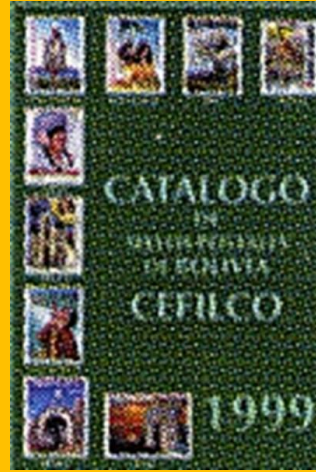 CATALOGO
DE
SELLOS POSTALES
DE BOLIVIA
CEFILCO
1999